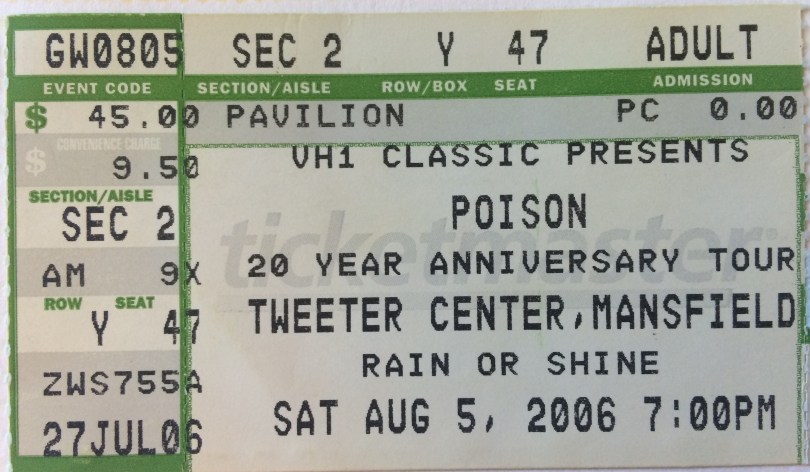 GW0805 SEC 2 Y 47 ADULT
EVENT CODE SECTION/AISLE ROW/BOX SEAT ADMISSION
$ 45.00 PAVILION PC 0.00
CONVENIENCE CHARGE
$ 9.50
SECTION/AISLE
SEC 2
AM 9X
ROW SEAT
Y 47
ZWS755A
27JUL06
VH1 CLASSIC PRESENTS
POISON
ticketmaster®
20 YEAR ANNIVERSARY TOUR
TWEETER CENTER,MANSFIELD
RAIN OR SHINE
SAT AUG 5, 2006 7:00PM